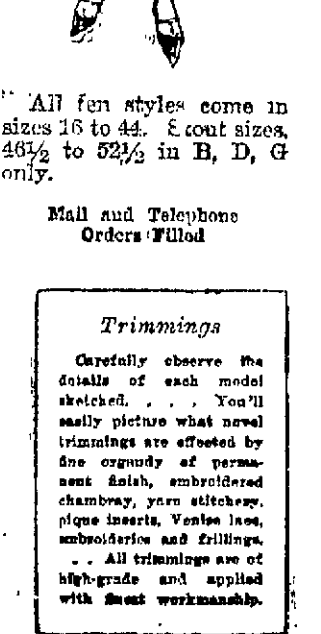 All ten styles come in
sizes 16 to 44. Stout sizes,
46½ to 52½ in B, D, G
only.
Mail and Telephone
Orders Filled
Trimmings
Carefully observe the
details of each model
sketched. . . . You'll
easily picture what novel
trimmings are effected by
fine organdy of perma-
nent finish, embroidered
chambray, yarn stitchery,
pique inserts, Venise lace,
embroideries and frillings.
. . All trimmings are of
high-grade and applied
with finest workmanship.